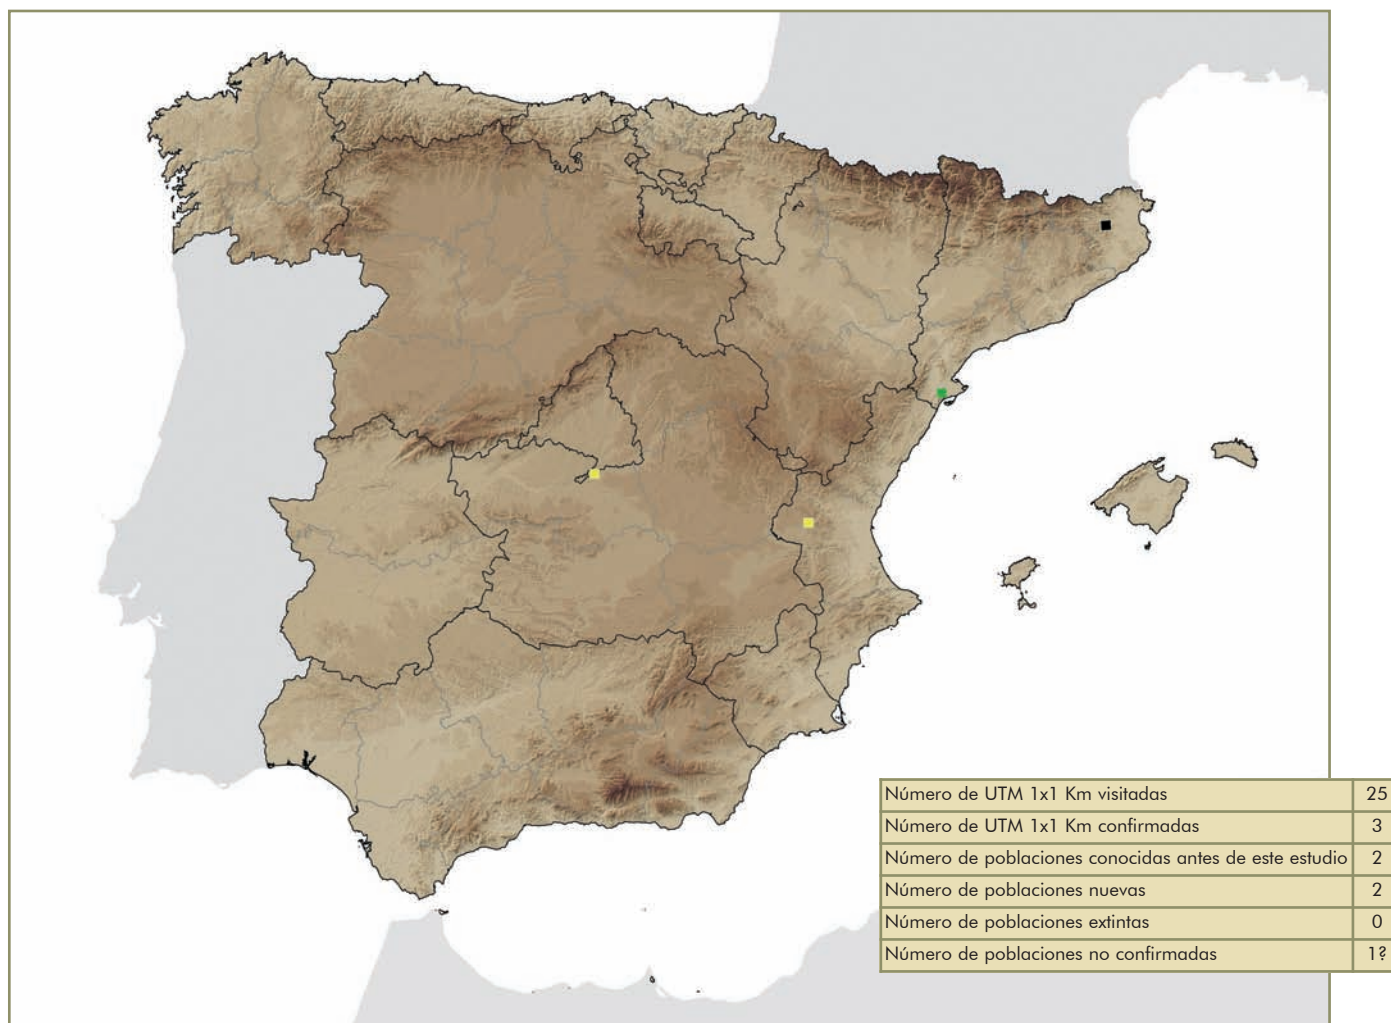 Número de UTM 1x1 Km visitadas 25
Número de UTM 1x1 Km confirmadas 3
Número de poblaciones conocidas antes de este estudio 2
Número de poblaciones nuevas 2
Número de poblaciones extintas 0
Número de poblaciones no confirmadas 1?